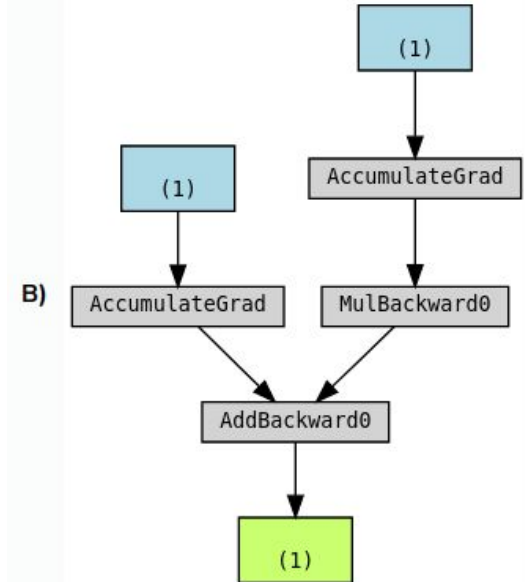 (1)
AccumulateGrad
(1)
B)
AccumulateGrad
MulBackward0
AddBackward0
(1)